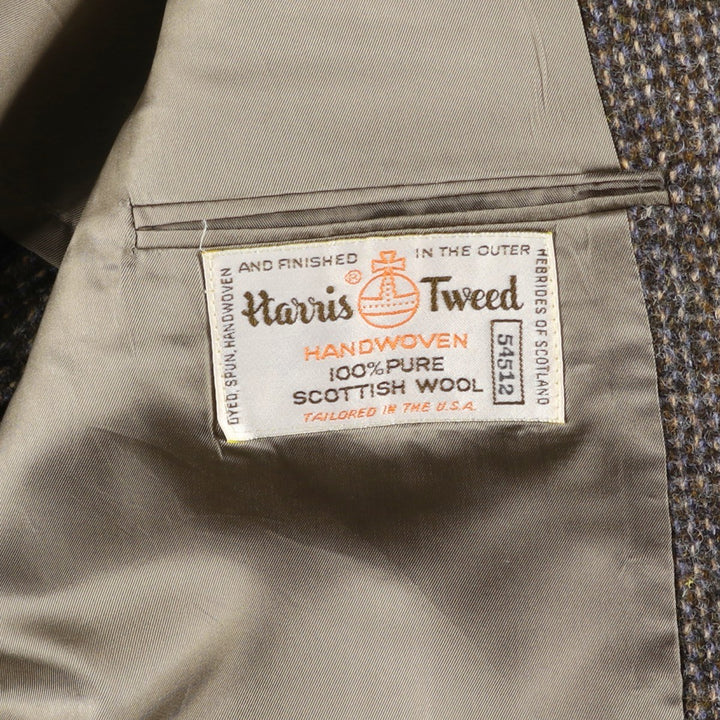 DYED, SPUN, HANDWOVEN
AND FINISHED
IN THE OUTER
HEBRIDES OF SCOTLAND
®
Harris Tweed
HANDWOVEN
100% PURE
SCOTTISH WOOL
54512
TAILORED IN THE U.S.A.